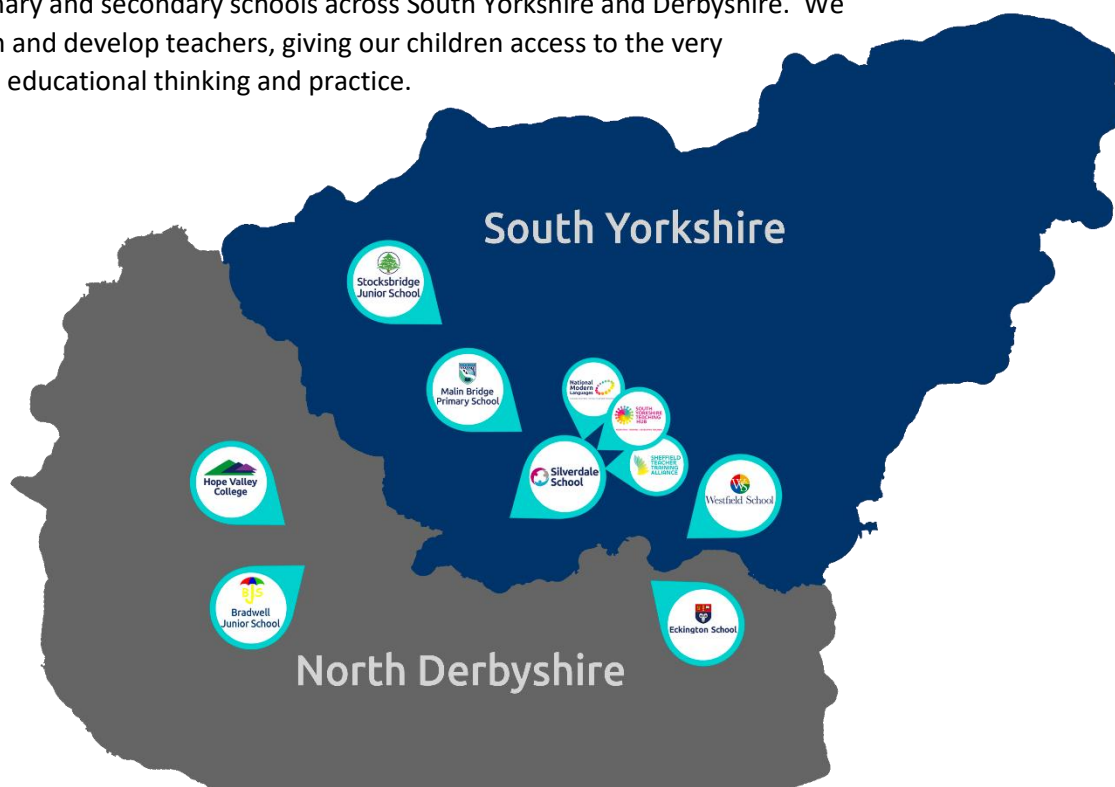 nary and secondary schools across South Yorkshire and Derbyshire. We
n and develop teachers, giving our children access to the very
educational thinking and practice.
South Yorkshire
Stocksbridge
Junior School
Malin Bridge
Primary School
National
Modern
Languages
SOUTH
YORKSHIRE
TEACHING
HUB
Silverdale
School
SHEFFIELD
TEACHER
TRAINING
ALLIANCE
Hope Valley
College
WS
Westfield School
BJS
Bradwell
Junior School
Eckington School
North Derbyshire